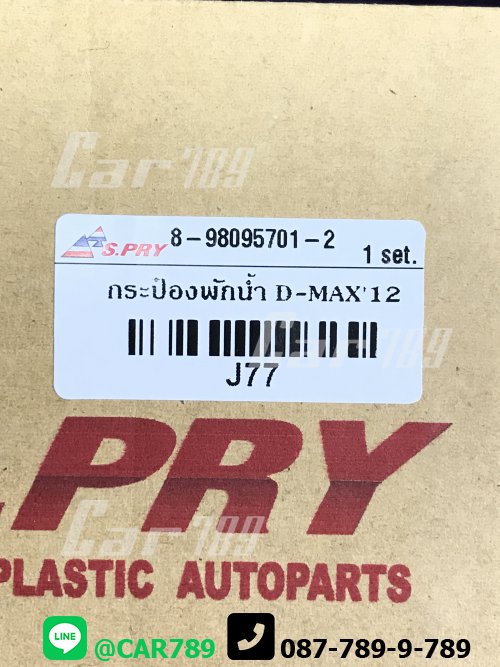 Car789
S.PRY 8-98095701-2
1 set.
กระป๋องพักน้ำ D-MAX'12
Car789
J77
S.PRY
Car789
PLASTIC AUTOPARTS
LINE @CAR789 087-789-9-789